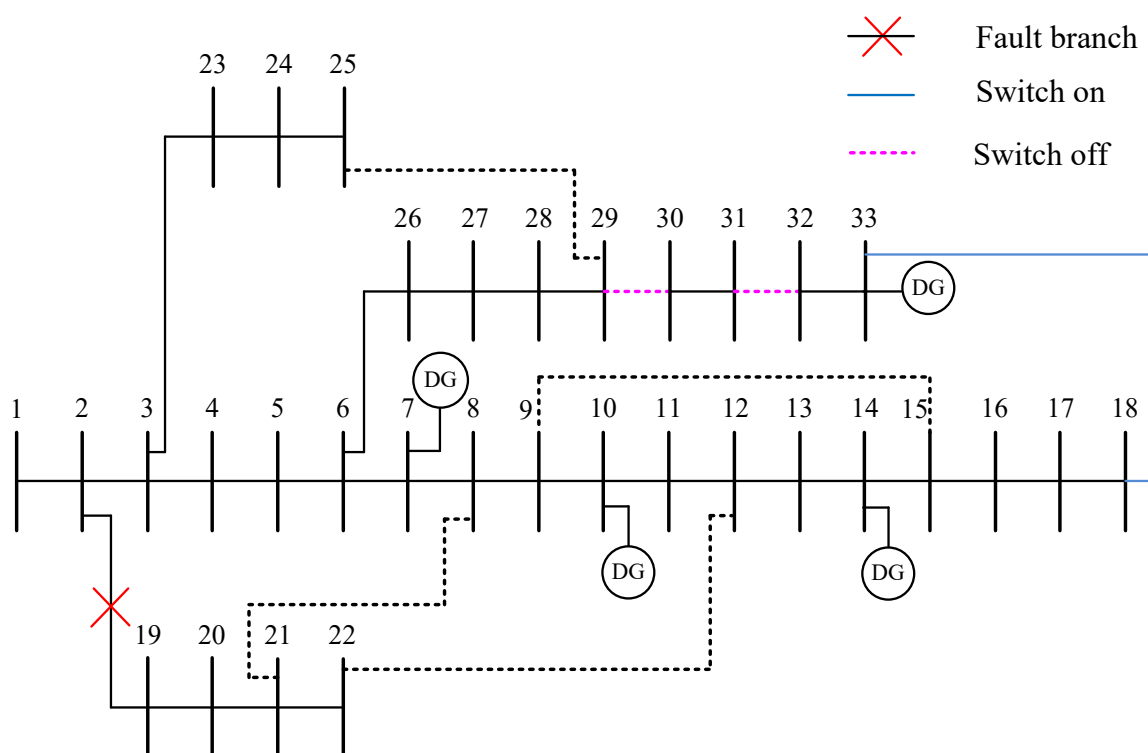 Fault branch
Switch on
Switch off
23 24 25
26 27 28 29 30 31 32 33
DG
DG
1 2 3 4 5 6 7 8 9 10 11 12 13 14 15 16 17 18
DG DG
19 20 21 22